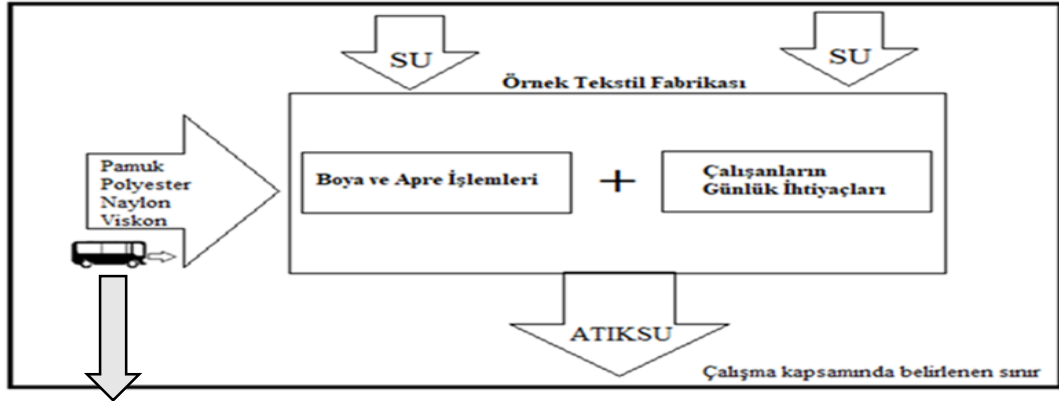 SU
SU
Örnek Tekstil Fabrikası
Pamuk
Polyester
Naylon
Viskon
Boya ve Apre İşlemleri
+
Çalışanların
Günlük İhtiyaçları
ATIKSU
Çalışma kapsamında belirlenen sınır